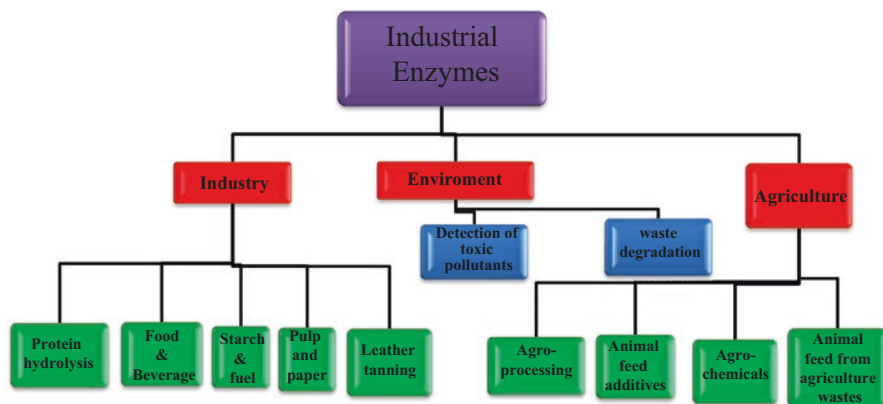 Industrial
Enzymes
Industry
Enviroment
Agriculture
Detection of
toxic
pollutants
waste
degradation
Protein
hydrolysis
Food
&
Beverage
Starch
&
fuel
Pulp
and
paper
Leather
tanning
Agro-
processing
Animal
feed
additives
Agro-
chemicals
Animal
feed from
agriculture
wastes